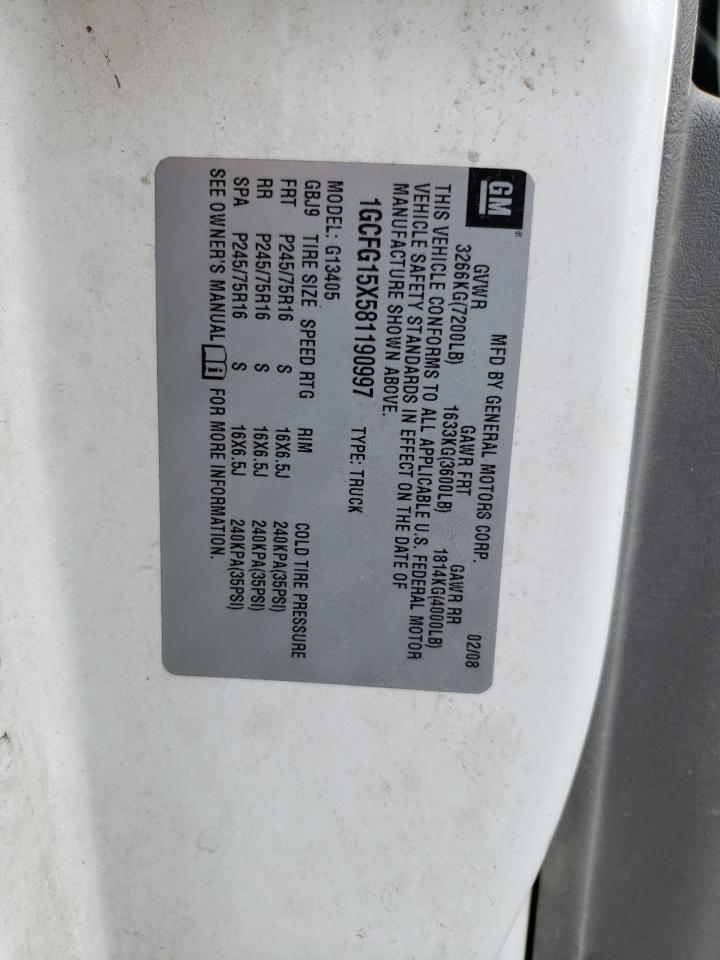 GM ® MFD BY GENERAL MOTORS CORP. 02/08
GVWR GAWR FRT GAWR RR
3266KG(7200LB) 1633KG(3600LB) 1814KG(4000LB)
THIS VEHICLE CONFORMS TO ALL APPLICABLE U.S. FEDERAL MOTOR
VEHICLE SAFETY STANDARDS IN EFFECT ON THE DATE OF
MANUFACTURE SHOWN ABOVE.
1GCFG15X581190997 TYPE: TRUCK
MODEL: G13405
GBJ9 TIRE SIZE SPEED RTG RIM COLD TIRE PRESSURE
FRT P245/75R16 S 16X6.5J 240KPA(35PSI)
RR P245/75R16 S 16X6.5J 240KPA(35PSI)
SPA P245/75R16 S 16X6.5J 240KPA(35PSI)
SEE OWNER'S MANUAL i FOR MORE INFORMATION.